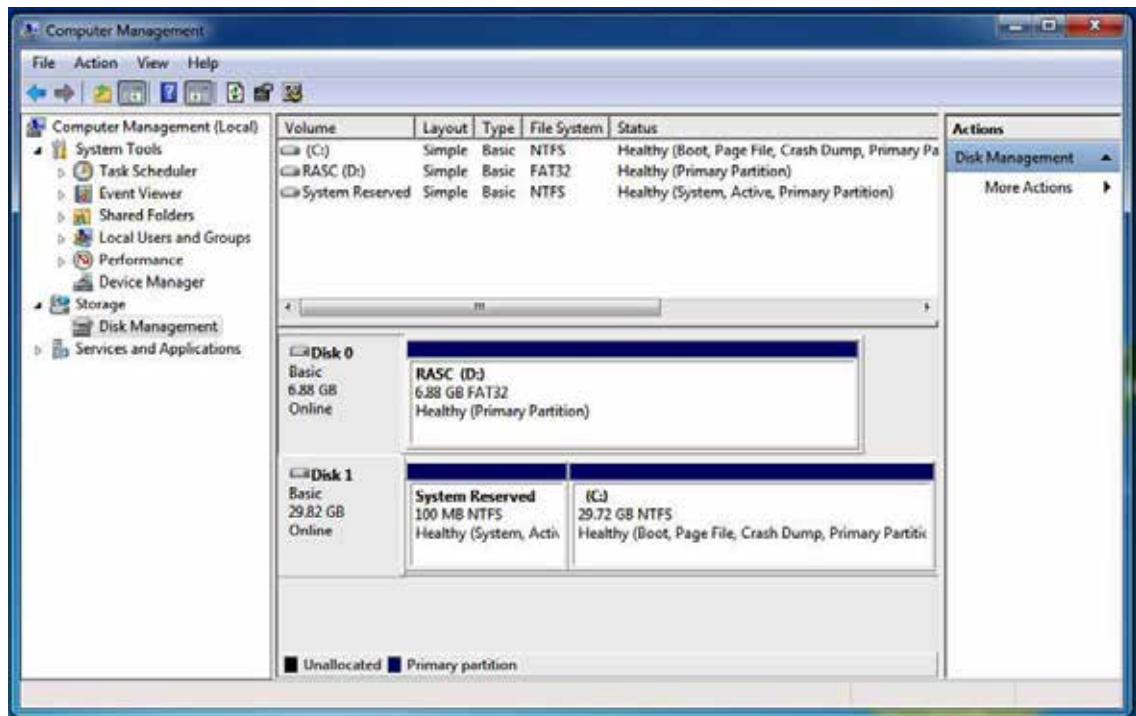 Computer Management
File Action View Help
Computer Management (Local)
System Tools
Task Scheduler
Event Viewer
Shared Folders
Local Users and Groups
Performance
Device Manager
Storage
Disk Management
Services and Applications
Volume Layout Type File System Status
(C:) Simple Basic NTFS Healthy (Boot, Page File, Crash Dump, Primary Pa
RASC (D:) Simple Basic FAT32 Healthy (Primary Partition)
System Reserved Simple Basic NTFS Healthy (System, Active, Primary Partition)
Disk 0
Basic
6.88 GB
Online
RASC (D:)
6.88 GB FAT32
Healthy (Primary Partition)
Disk 1
Basic
29.82 GB
Online
System Reserved
100 MB NTFS
Healthy (System, Activ
(C:)
29.72 GB NTFS
Healthy (Boot, Page File, Crash Dump, Primary Partitic
Unallocated Primary partition
Actions
Disk Management
More Actions